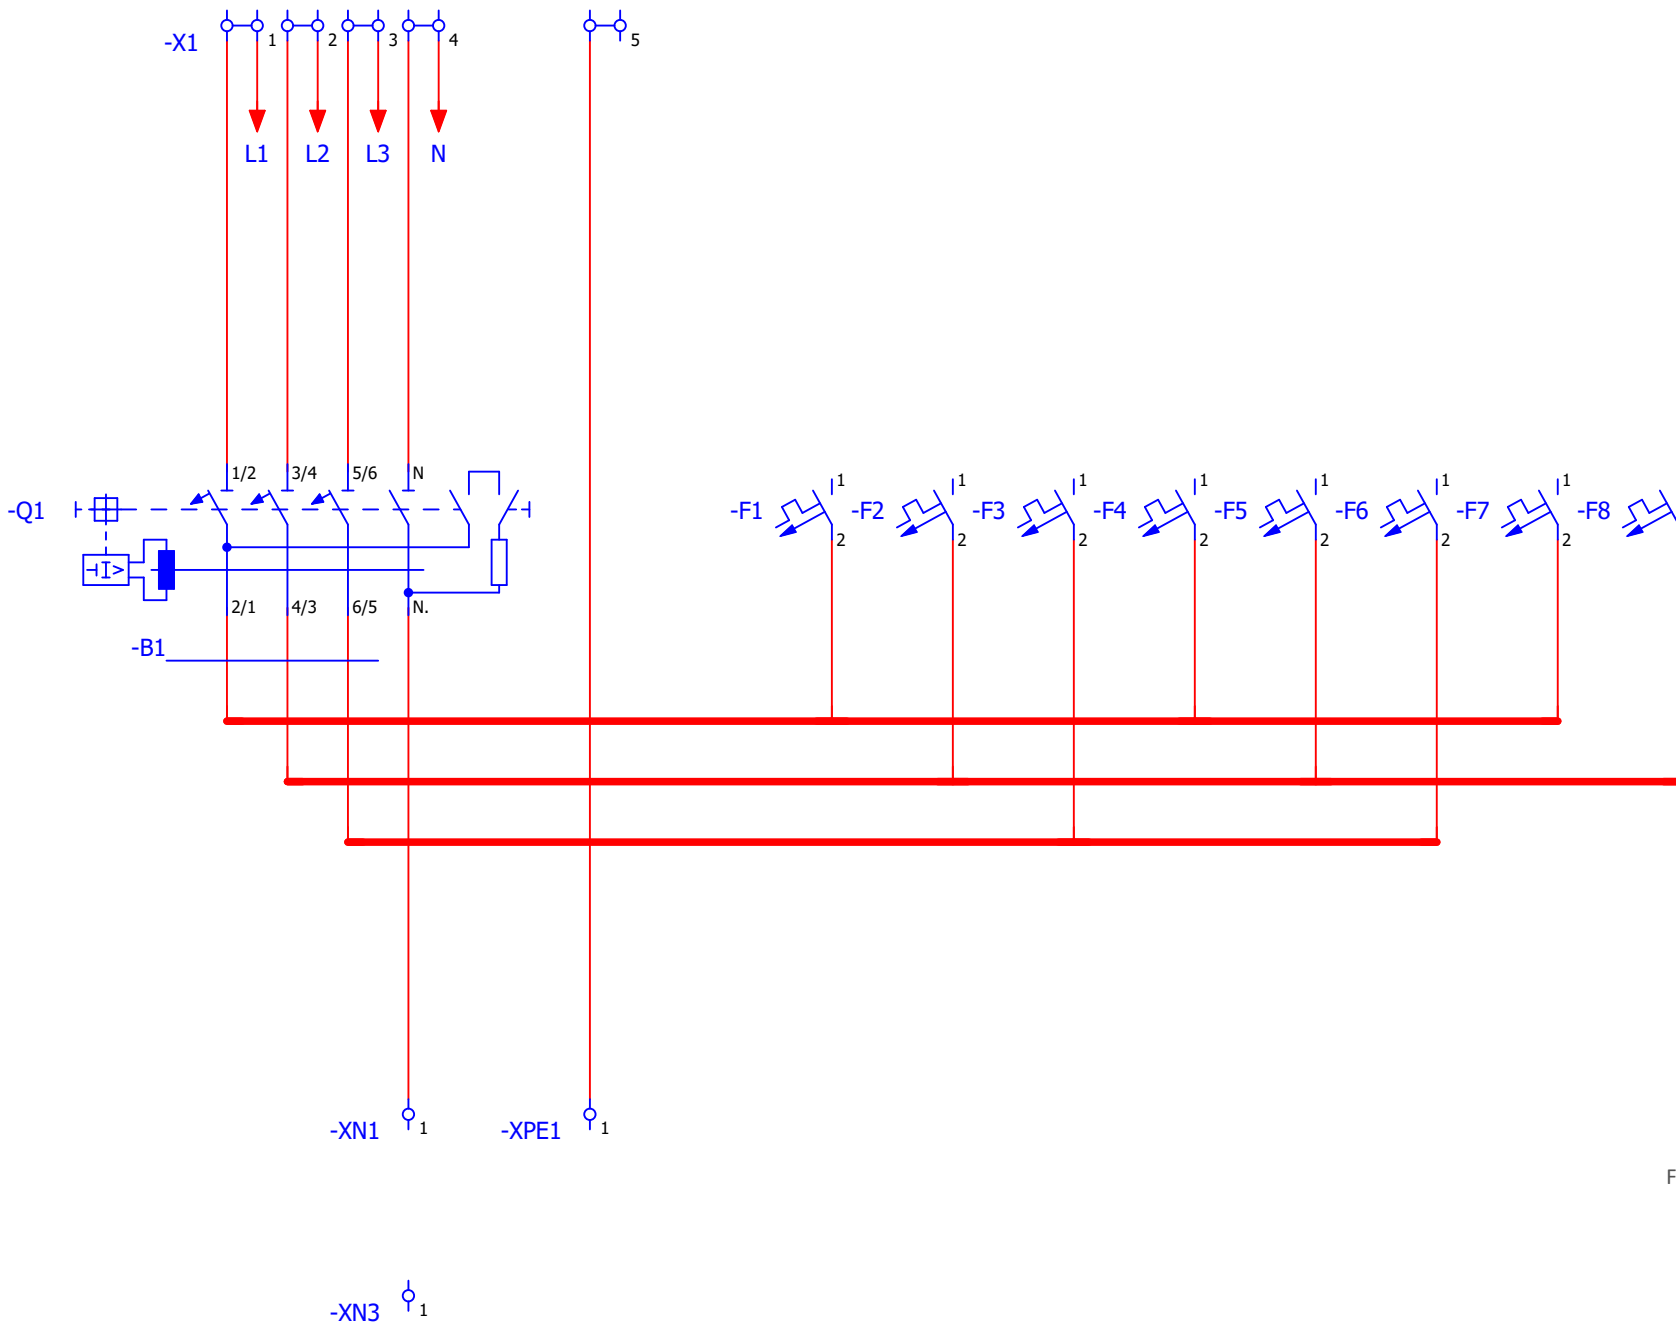 -X1 1 2 3 4 5
L1 L2 L3 N
1/2 3/4 5/6 N
-Q1
-F1 1 2
-F2 1 2
-F3 1 2
-F4 1 2
-F5 1 2
-F6 1 2
-F7 1 2
-F8
I>
2/1 4/3 6/5 N.
-B1
-XN1 1
-XPE1 1
F
-XN3 1